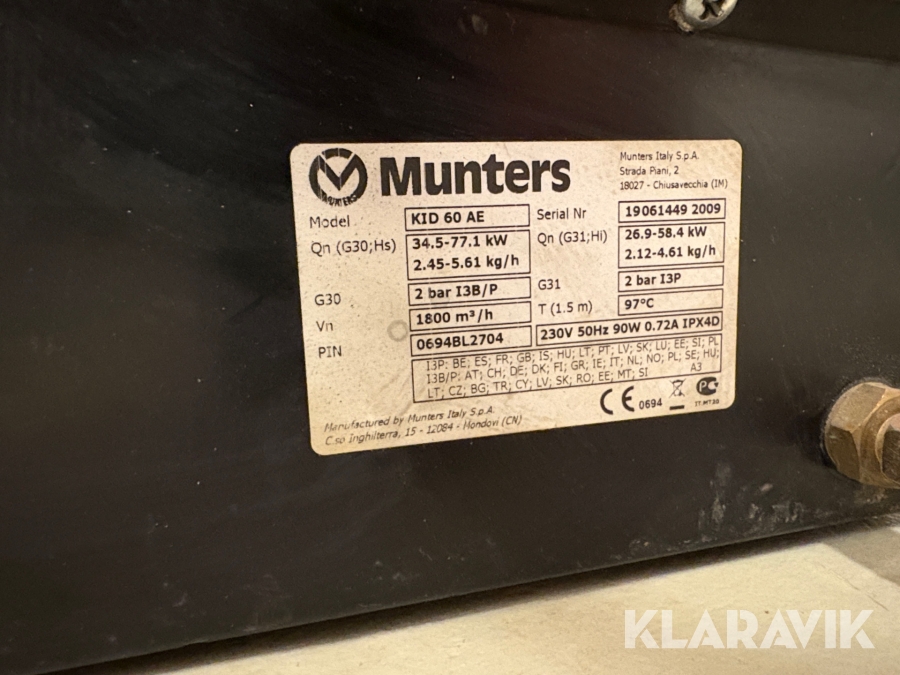 Munters
MUNTERS
Munters Italy S.p.A.
Strada Piani, 2
18027 - Chiusavecchia (IM)
Model KID 60 AE Serial Nr 19061449 2009
Qn (G30;Hs) 34.5-77.1 kW Qn (G31;Hi) 26.9-58.4 kW
2.45-5.61 kg/h 2.12-4.61 kg/h
G30 2 bar I3B/P G31 2 bar I3P
Vn 1800 m³/h T (1.5 m) 97°C
PIN 0694BL2704 230V 50Hz 90W 0.72A IPX4D
I3P: BE; ES; FR; GB; IS; HU; LT; PT; LV; SK; LU; EE; SI; PL
I3B/P: AT; CH; DE; DK; FI; GR; IE; IT; NL; NO; PL; SE; HU;
LT; CZ; BG; TR; CY; LV; SK; RO; EE; MT; SI A3
CE 0694
Manufactured by Munters Italy S.p.A.
C.so Inghilterra, 15 - 12084 - Mondovi (CN)
KLARAVIK